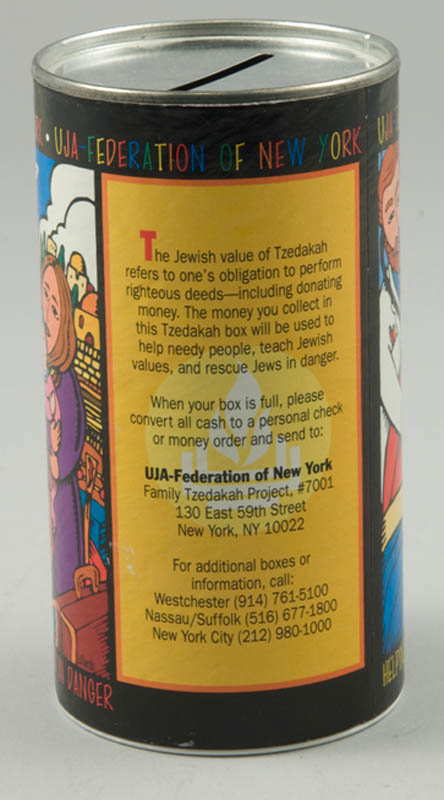 RK • UJA-FEDERATION OF NEW YORK
UJA-
The Jewish value of Tzedakah
refers to one's obligation to perform
righteous deeds—including donating
money. The money you collect in
this Tzedakah box will be used to
help needy people, teach Jewish
values, and rescue Jews in danger.
When your box is full, please
convert all cash to a personal check
or money order and send to:
UJA-Federation of New York
Family Tzedakah Project, #7001
130 East 59th Street
New York, NY 10022
For additional boxes or
information, call:
Westchester (914) 761-5100
Nassau/Suffolk (516) 677-1800
New York City (212) 980-1000
IN DANGER